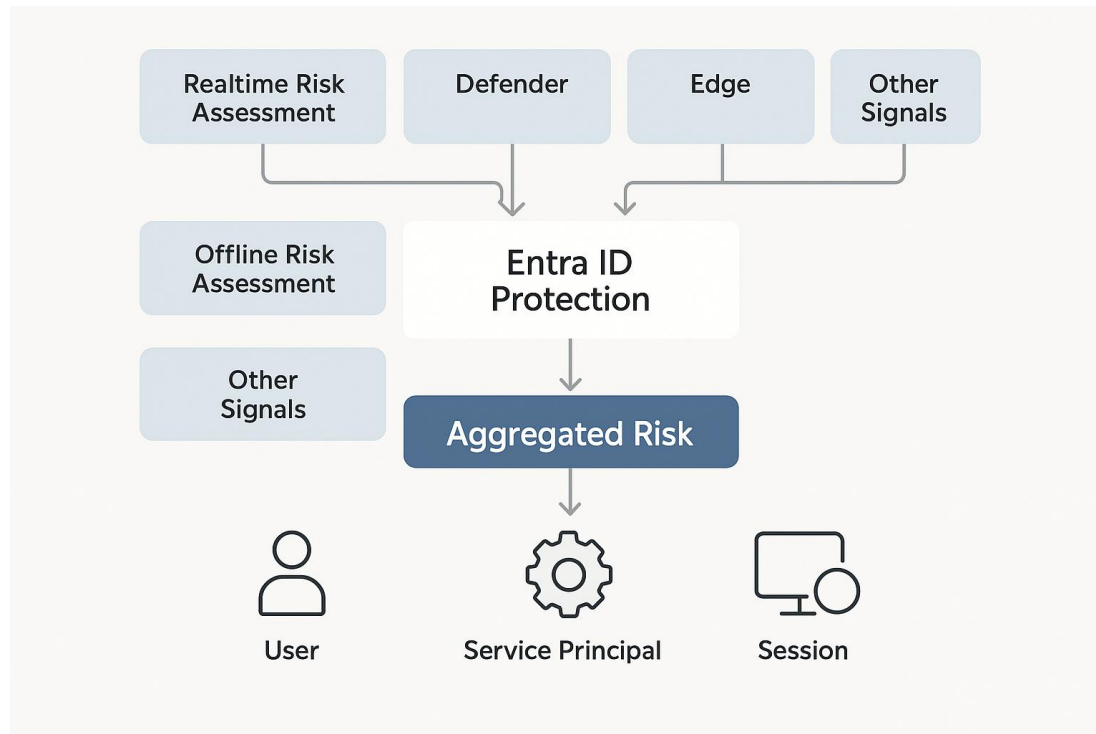 Realtime Risk
Assessment
Defender
Edge
Other
Signals
Offline Risk
Assessment
Entra ID
Protection
Other
Signals
Aggregated Risk
User
Service Principal
Session